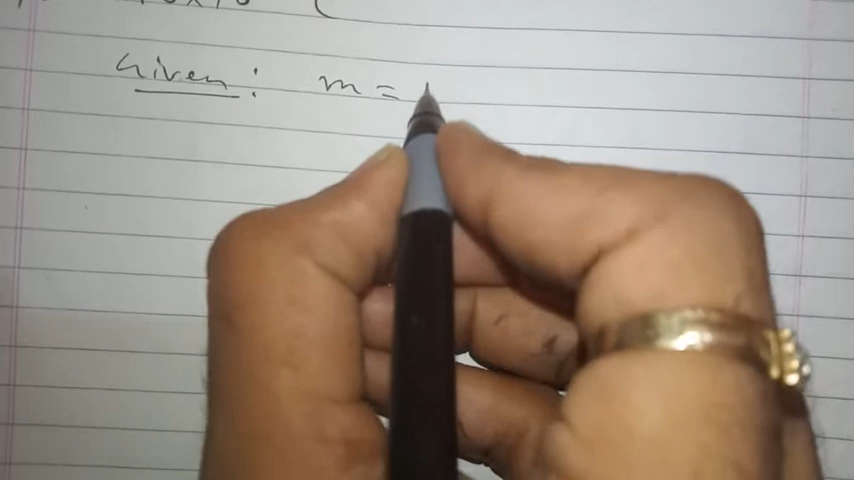 Given : m =